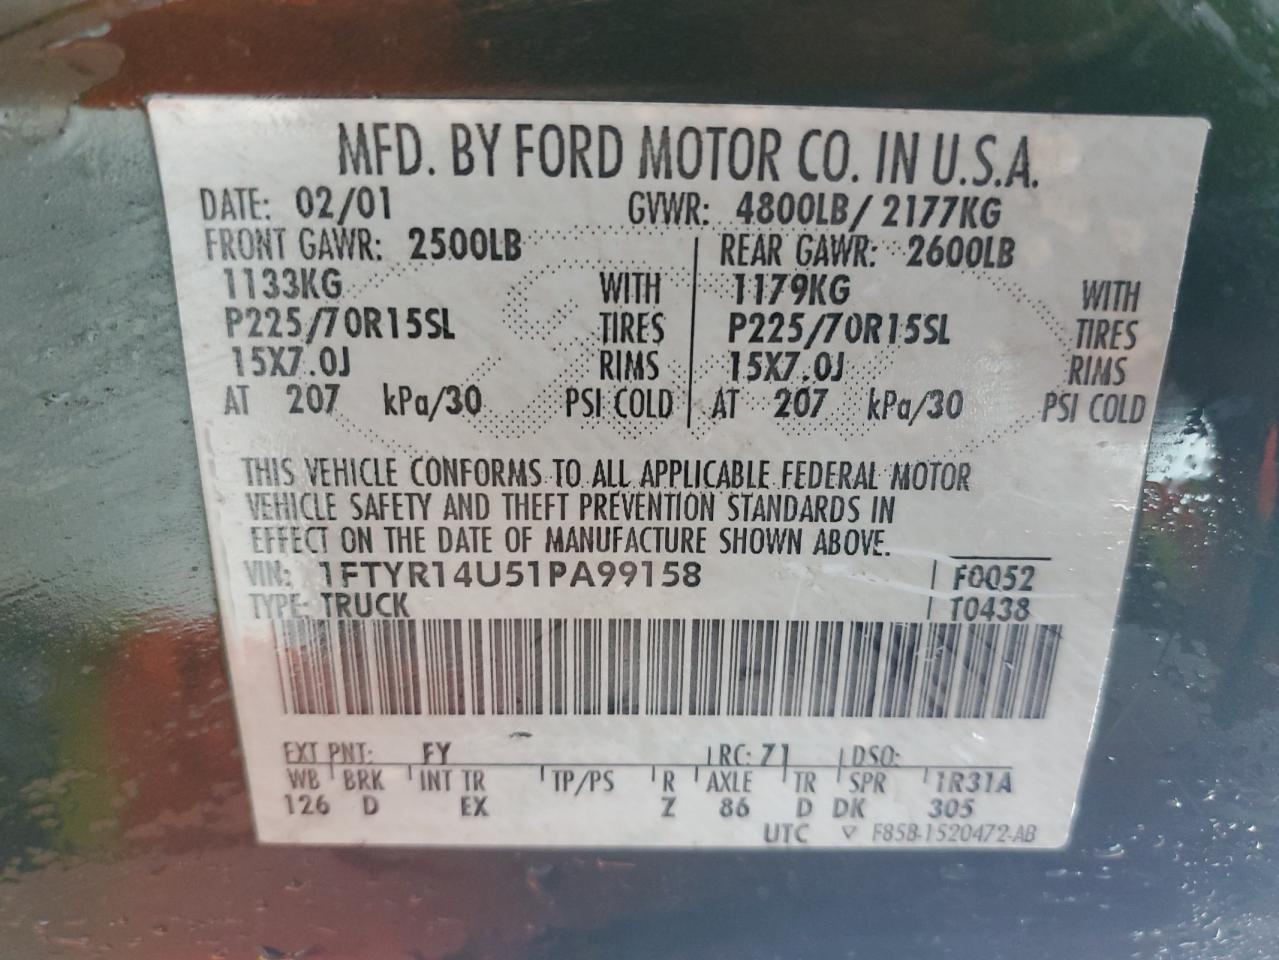 MFD. BY FORD MOTOR CO. IN U.S.A.
DATE: 02/01 GVWR: 4800LB/ 2177KG
FRONT GAWR: 2500LB REAR GAWR: 2600LB
1133KG WITH 1179KG WITH
P225/70R15SL TIRES P225/70R15SL TIRES
15X7.0J RIMS 15X7.0J RIMS
AT 207 kPa/30 PSI COLD AT 207 kPa/30 PSI COLD
THIS VEHICLE CONFORMS TO ALL APPLICABLE FEDERAL MOTOR
VEHICLE SAFETY AND THEFT PREVENTION STANDARDS IN
EFFECT ON THE DATE OF MANUFACTURE SHOWN ABOVE.
VIN: 1FTYR14U51PA99158 F0052
TYPE: TRUCK T0438
EXT PNT: FY RC: 71 DSO:
WB BRK INT TR TP/PS R AXLE TR SPR 1R31A
126 D EX Z 86 D DK 305
UTC F85B-1520472-AB